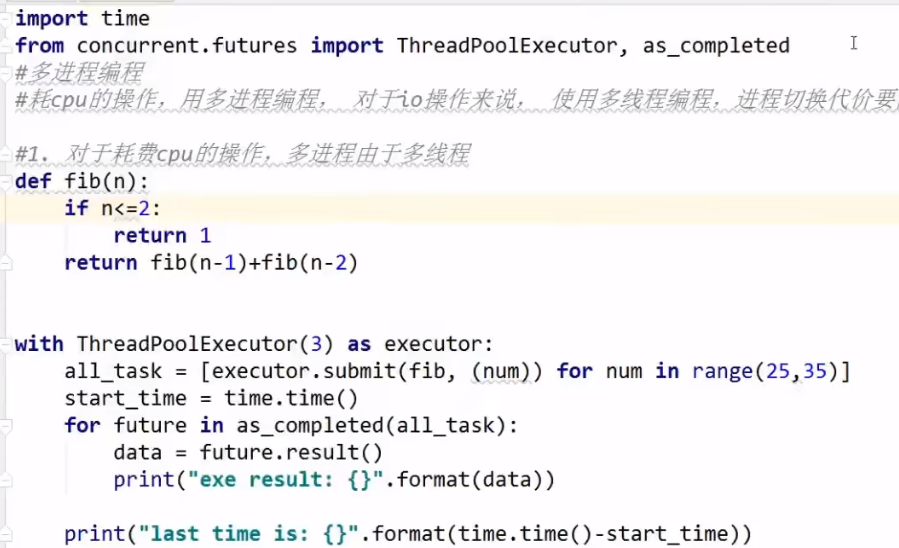 import time
from concurrent.futures import ThreadPoolExecutor, as_completed
#多进程编程
#耗cpu的操作，用多进程编程， 对于io操作来说， 使用多线程编程，进程切换代价要
#1. 对于耗费cpu的操作，多进程由于多线程
def fib(n):
    if n<=2:
        return 1
    return fib(n-1)+fib(n-2)
with ThreadPoolExecutor(3) as executor:
    all_task = [executor.submit(fib, (num)) for num in range(25,35)]
    start_time = time.time()
    for future in as_completed(all_task):
        data = future.result()
        print("exe result: {}".format(data))
    print("last time is: {}".format(time.time()-start_time))